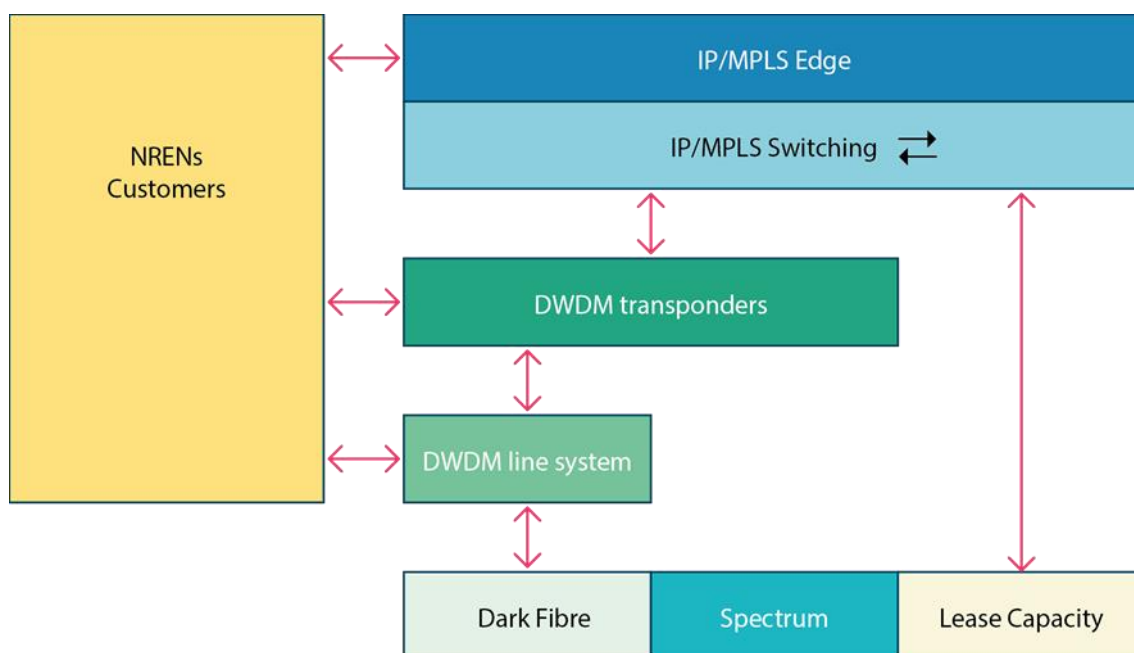 NRENs
Customers
IP/MPLS Edge
IP/MPLS Switching
DWDM transponders
DWDM line system
Dark Fibre
Spectrum
Lease Capacity